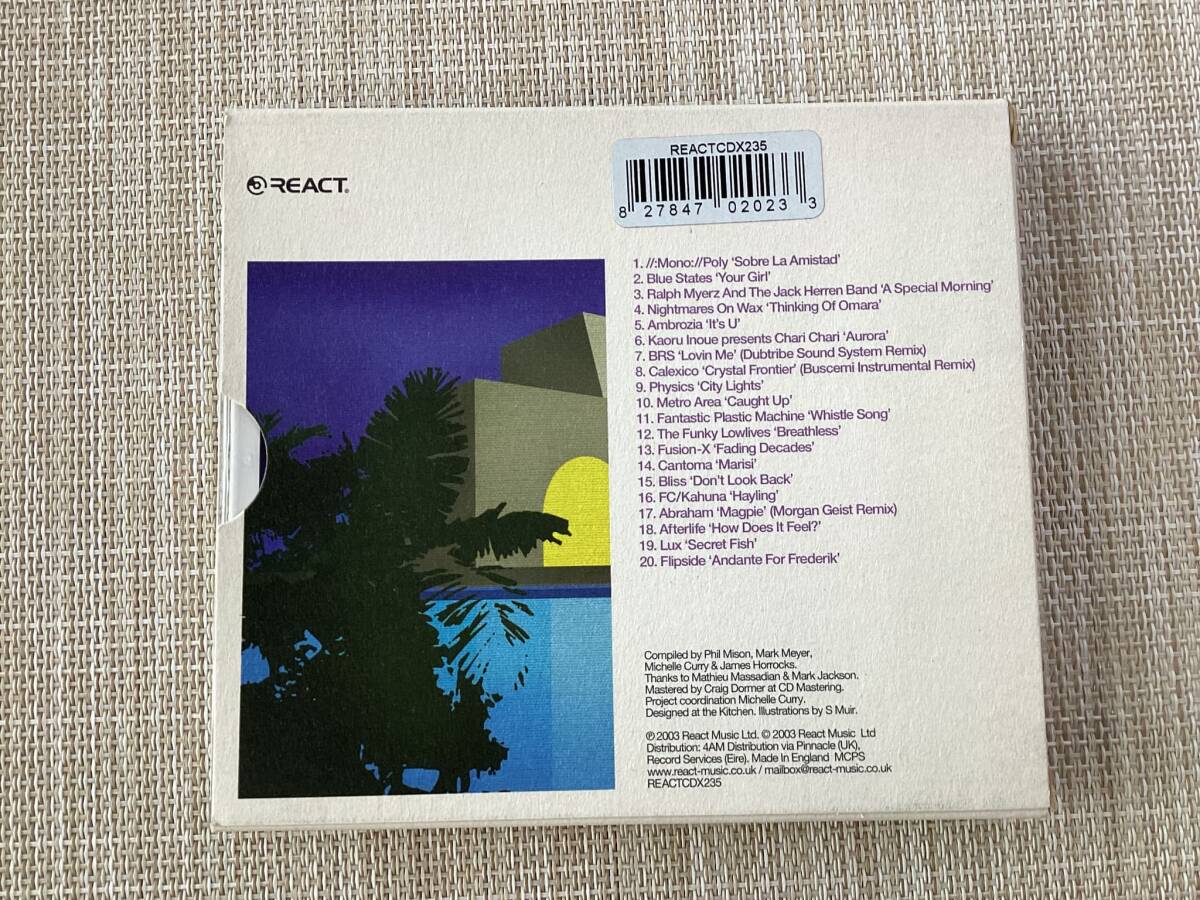 REACT®
REACTCDX235
8 27847 02023 3
1. //:Mono://Poly ‘Sobre La Amistad’
2. Blue States ‘Your Girl’
3. Ralph Myerz And The Jack Herren Band ‘A Special Morning’
4. Nightmares On Wax ‘Thinking Of Omara’
5. Ambrozia ‘It’s U’
6. Kaoru Inoue presents Chari Chari ‘Aurora’
7. BRS ‘Lovin Me’ (Dubtribe Sound System Remix)
8. Calexico ‘Crystal Frontier’ (Buscemi Instrumental Remix)
9. Physics ‘City Lights’
10. Metro Area ‘Caught Up’
11. Fantastic Plastic Machine ‘Whistle Song’
12. The Funky Lowlives ‘Breathless’
13. Fusion-X ‘Fading Decades’
14. Cantoma ‘Marisi’
15. Bliss ‘Don’t Look Back’
16. FC/Kahuna ‘Hayling’
17. Abraham ‘Magpie’ (Morgan Geist Remix)
18. Afterlife ‘How Does It Feel?’
19. Lux ‘Secret Fish’
20. Flipside ‘Andante For Frederik’
Compiled by Phil Mison, Mark Meyer,
Michelle Curry & James Horrocks.
Thanks to Mathieu Massadian & Mark Jackson.
Mastered by Craig Dormer at CD Mastering.
Project coordination Michelle Curry.
Designed at the Kitchen. Illustrations by S Muir.
℗ 2003 React Music Ltd. © 2003 React Music Ltd
Distribution: 4AM Distribution via Pinnacle (UK),
Record Services (Eire). Made In England MCPS
www.react-music.co.uk / mailbox@react-music.co.uk
REACTCDX235